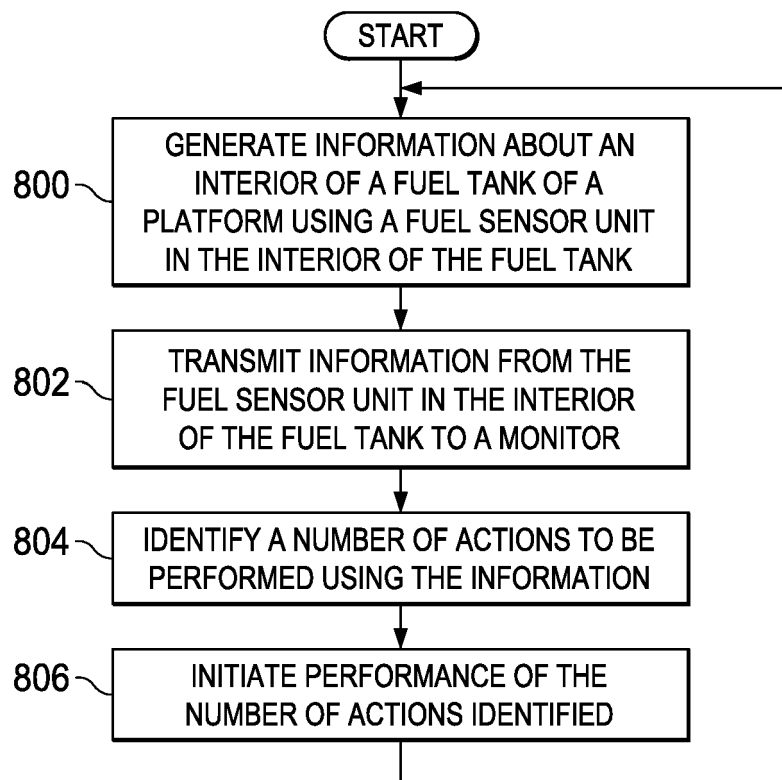 START
800
GENERATE INFORMATION ABOUT AN
INTERIOR OF A FUEL TANK OF A
PLATFORM USING A FUEL SENSOR UNIT
IN THE INTERIOR OF THE FUEL TANK
802
TRANSMIT INFORMATION FROM THE
FUEL SENSOR UNIT IN THE INTERIOR
OF THE FUEL TANK TO A MONITOR
804
IDENTIFY A NUMBER OF ACTIONS TO BE
PERFORMED USING THE INFORMATION
806
INITIATE PERFORMANCE OF THE
NUMBER OF ACTIONS IDENTIFIED